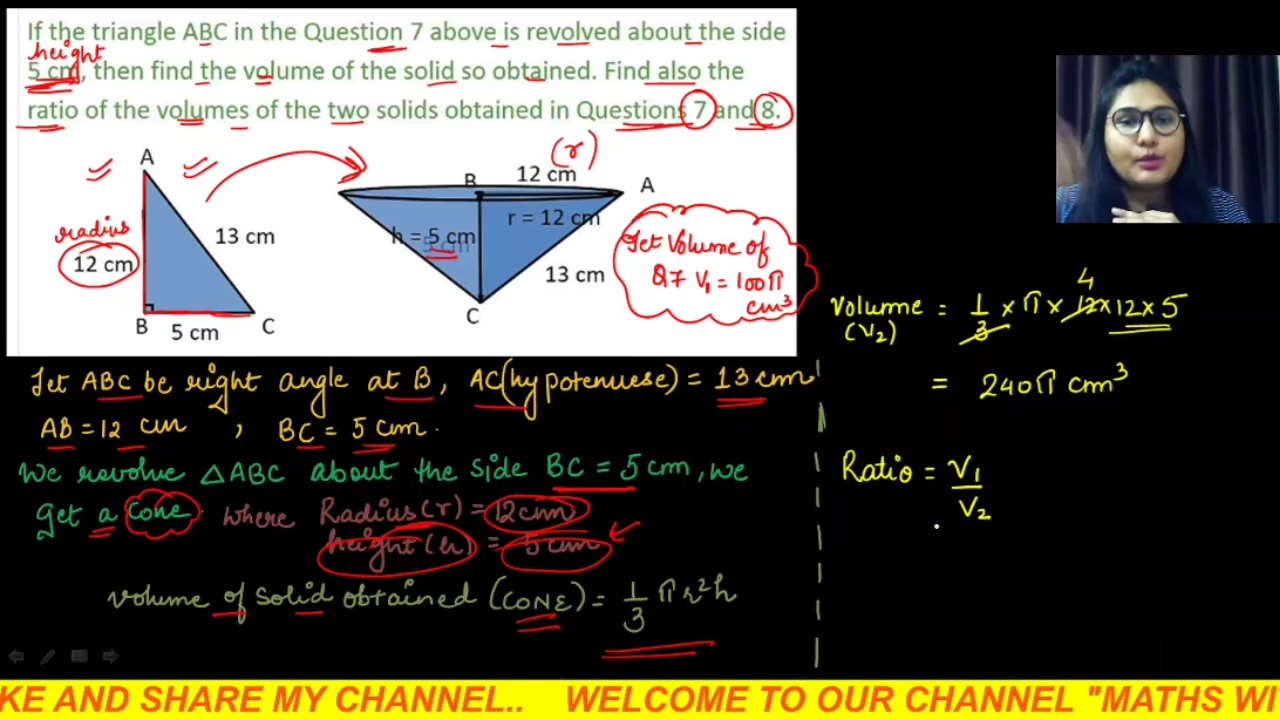 If the triangle ABC in the Question 7 above is revolved about the side
height
5 cm, then find the volume of the solid so obtained. Find also the
ratio of the volumes of the two solids obtained in Questions 7 and 8.
A
radius
12 cm
13 cm
B
5 cm
C
(r)
B
12 cm
A
r = 12 cm
h = 5 cm
5 cm
13 cm
C
Let Volume of
Q7 V₁ = 100π
cm³
Let ABC be right angle at B, AC(hypotenuese) = 13 cm
AB = 12 cm , BC = 5 cm.
We revolve △ABC about the side BC = 5 cm, we
get a cone where Radius(r) = 12cm
height(h) = 5cm
volume of solid obtained (CONE) = 1/3 πr²h
4
volume = 1/3 × π × 12 × 12 × 5
(V₂)
= 240π cm³
Ratio = V₁/V₂
KE AND SHARE MY CHANNEL.. WELCOME TO OUR CHANNEL "MATHS WI